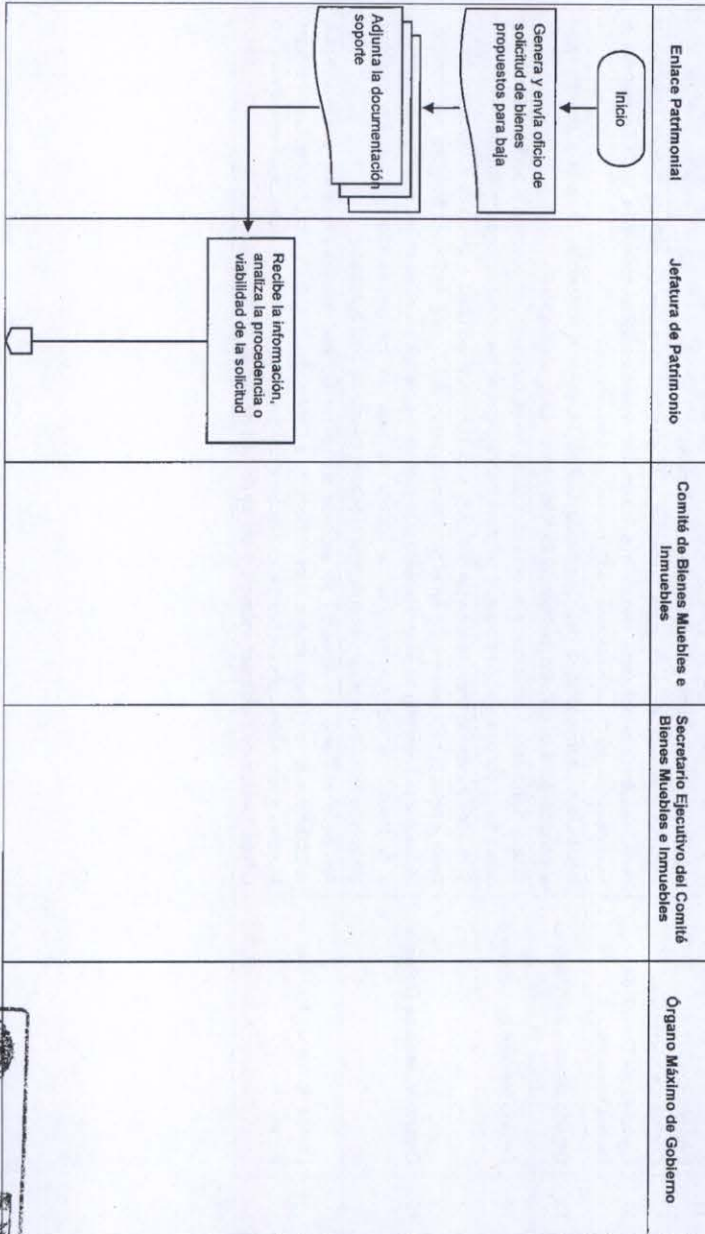 Enlace Patrimonial
Jefatura de Patrimonio
Comité de Bienes Muebles e
Inmuebles
Secretario Ejecutivo del Comité
Bienes Muebles e Inmuebles
Órgano Máximo de Gobierno
Inicio
Genera y envía oficio de
solicitud de bienes
propuestos para baja
Adjunta la documentación
soporte
Recibe la información,
analiza la procedencia o
viabilidad de la solicitud